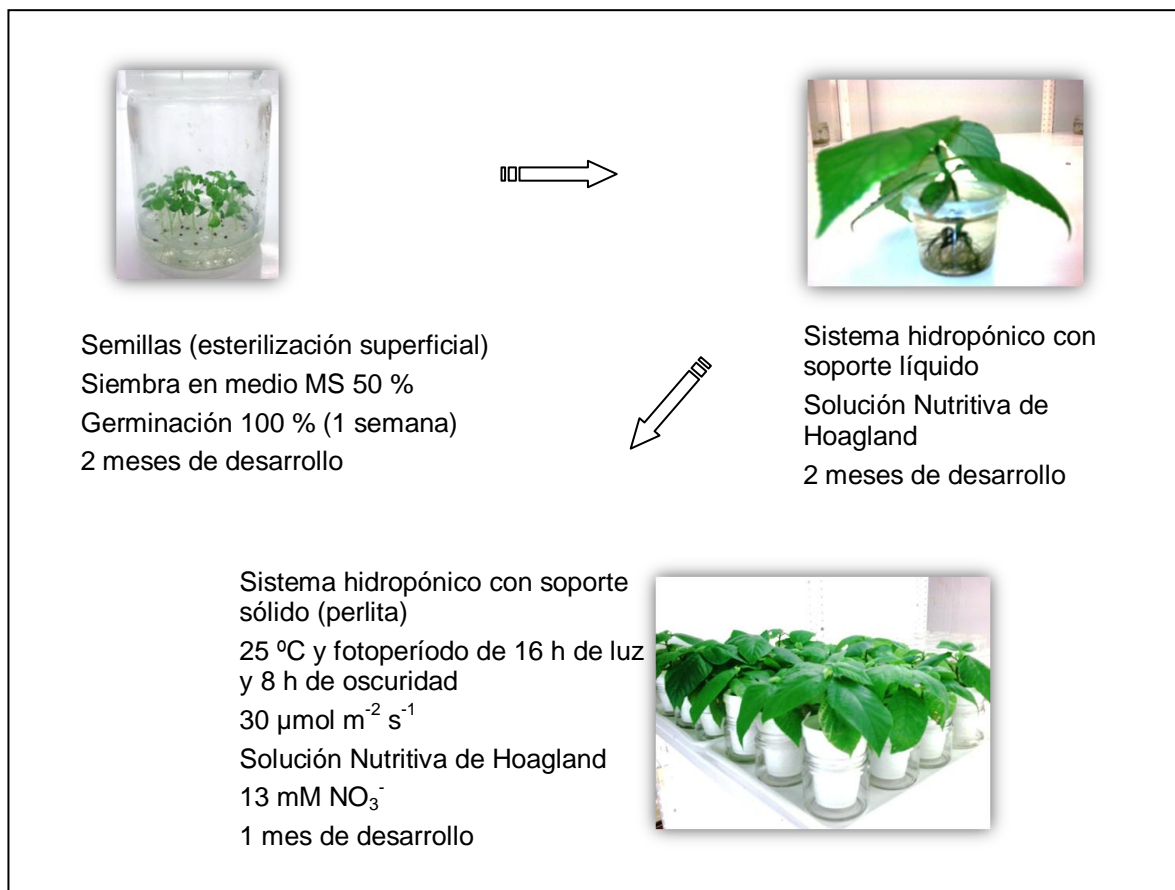 Semillas (esterilización superficial)
Siembra en medio MS 50 %
Germinación 100 % (1 semana)
2 meses de desarrollo
Sistema hidropónico con
soporte líquido
Solución Nutritiva de
Hoagland
2 meses de desarrollo
Sistema hidropónico con soporte
sólido (perlita)
25 ºC y fotoperíodo de 16 h de luz
y 8 h de oscuridad
30 µmol m⁻² s⁻¹
Solución Nutritiva de Hoagland
13 mM NO₃⁻
1 mes de desarrollo